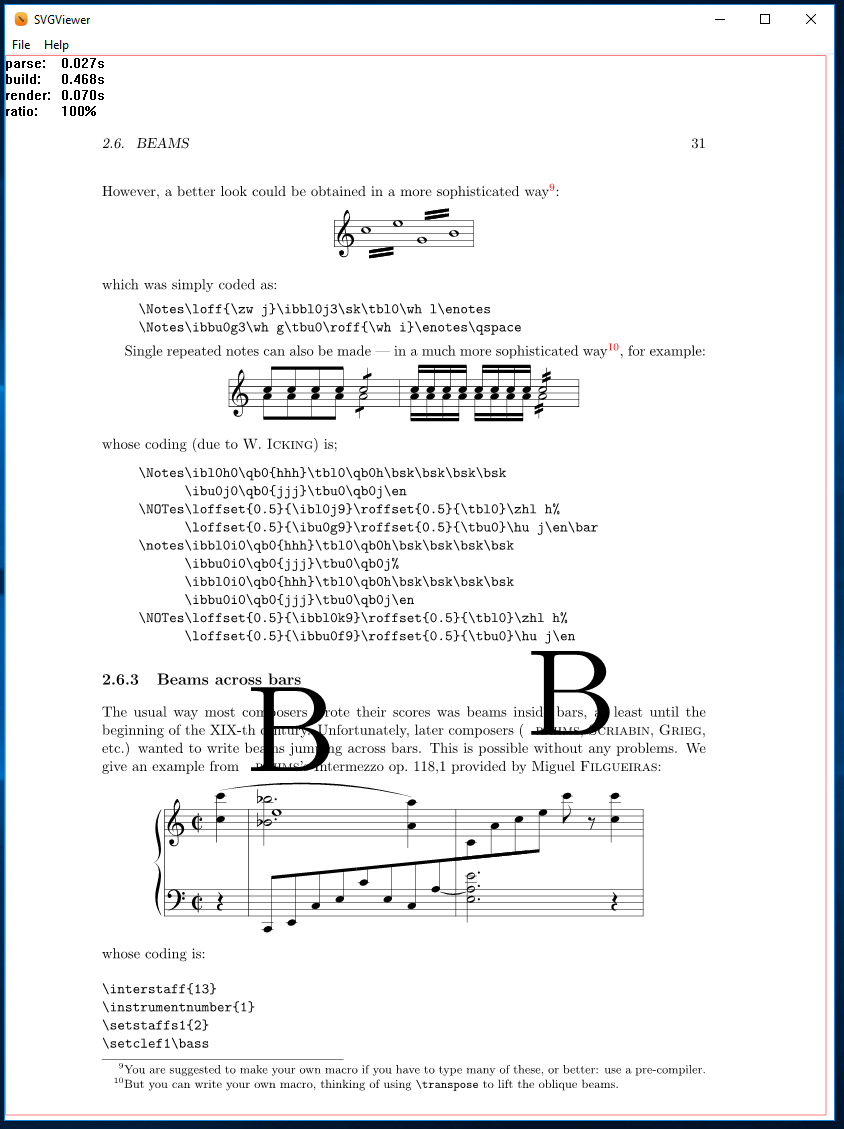 SVGViewer
File Help
parse: 0.027s
build: 0.468s
render: 0.070s
ratio: 100%
2.6. BEAMS 31
However, a better look could be obtained in a more sophisticated way9:
which was simply coded as:
\Notes\loff{\zw j}\ibbl0j3\sk\tbl0\wh l\enotes
\Notes\ibbu0g3\wh g\tbu0\roff{\wh i}\enotes\qspace
Single repeated notes can also be made — in a much more sophisticated way10, for example:
whose coding (due to W. ICKING) is;
\Notes\ibl0h0\qb0{hhh}\tbl0\qb0h\bsk\bsk\bsk\bsk
\ibu0j0\qb0{jjj}\tbu0\qb0j\en
\NOTes\loffset{0.5}{\ibl0j9}\roffset{0.5}{\tbl0}\zhl h%
\loffset{0.5}{\ibu0g9}\roffset{0.5}{\tbu0}\hu j\en\bar
\notes\ibbl0i0\qb0{hhh}\tbl0\qb0h\bsk\bsk\bsk\bsk
\ibbu0i0\qb0{jjj}\tbu0\qb0j%
\ibbl0i0\qb0{hhh}\tbl0\qb0h\bsk\bsk\bsk\bsk
\ibbu0i0\qb0{jjj}\tbu0\qb0j\en
\NOTes\loffset{0.5}{\ibbl0k9}\roffset{0.5}{\tbl0}\zhl h%
\loffset{0.5}{\ibbu0f9}\roffset{0.5}{\tbu0}\hu j\en
2.6.3 Beams across bars
The usual way most composers wrote their scores was beams inside bars, at least until the
beginning of the XIX-th century. Unfortunately, later composers (BRAHMS, SCRIABIN, GRIEG,
etc.) wanted to write beams jumping across bars. This is possible without any problems. We
give an example from BRAHMS's Intermezzo op. 118,1 provided by Miguel FILGUEIRAS:
whose coding is:
\interstaff{13}
\instrumentnumber{1}
\setstaffs1{2}
\setclef1\bass
9You are suggested to make your own macro if you have to type many of these, or better: use a pre-compiler.
10But you can write your own macro, thinking of using \transpose to lift the oblique beams.